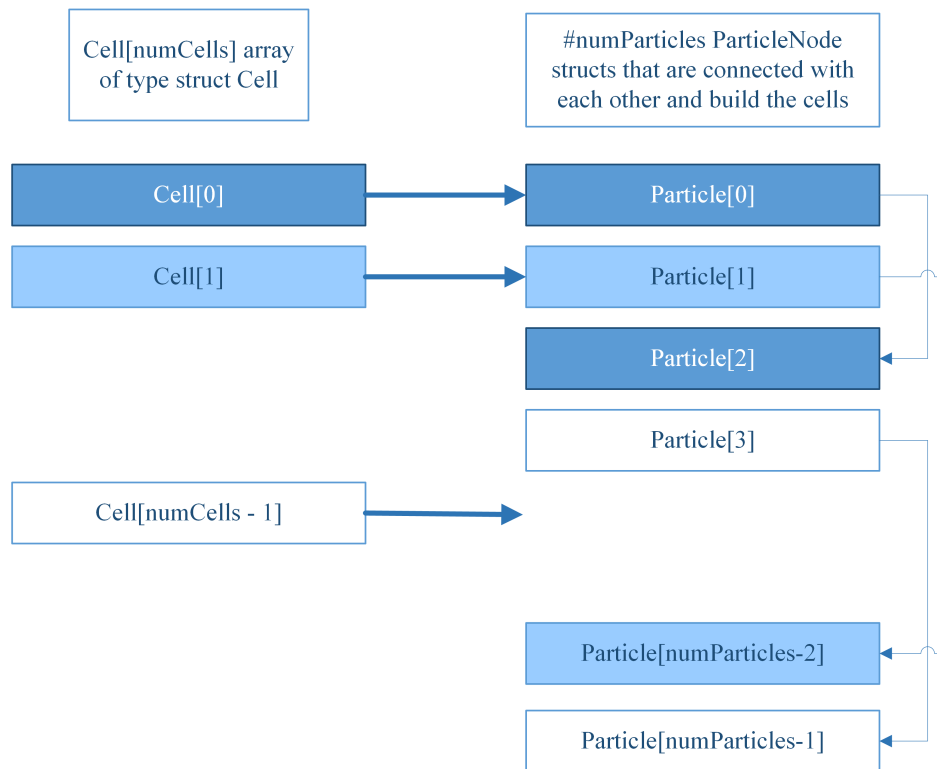 Cell[numCells] array
of type struct Cell
#numParticles ParticleNode
structs that are connected with
each other and build the cells
Cell[0]
Particle[0]
Cell[1]
Particle[1]
Particle[2]
Particle[3]
Cell[numCells - 1]
Particle[numParticles-2]
Particle[numParticles-1]